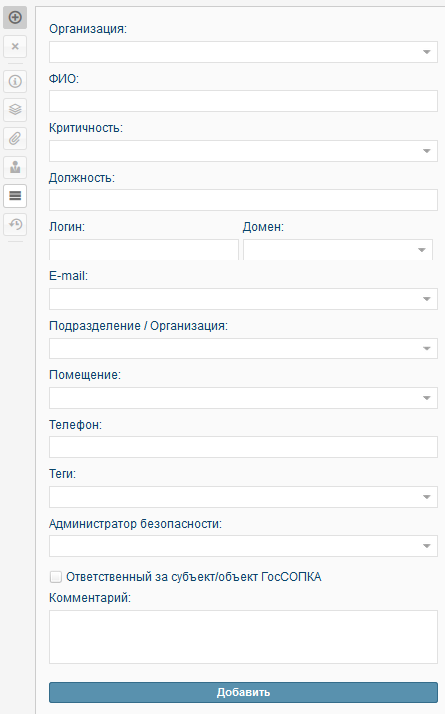 Организация:
ФИО:
Критичность:
Должность:
Логин: Домен:
E-mail:
Подразделение / Организация:
Помещение:
Телефон:
Теги:
Администратор безопасности:
Ответственный за субъект/объект ГосСОПКА
Комментарий:
Добавить